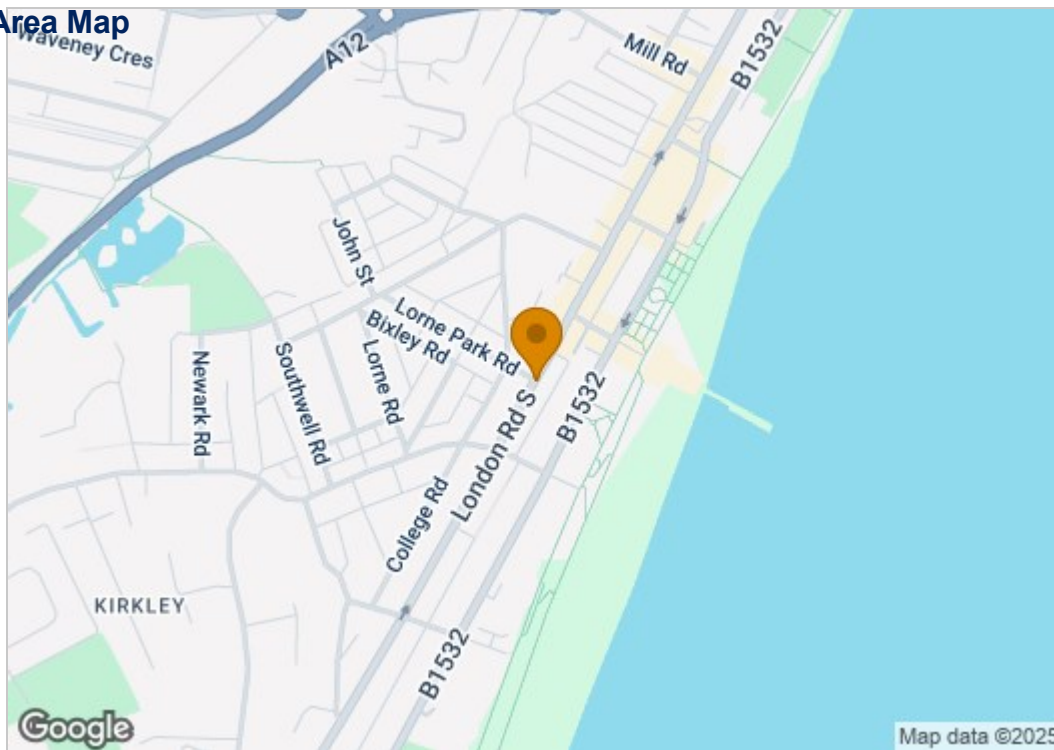 Area Map
Waveney Cres
A12
Mill Rd
B1532
John St
Lorne Park Rd
Bixley Rd
Lorne Rd
Southwell Rd
Newark Rd
London Rd S
B1532
College Rd
KIRKLEY
B1532
Google
Map data ©2025